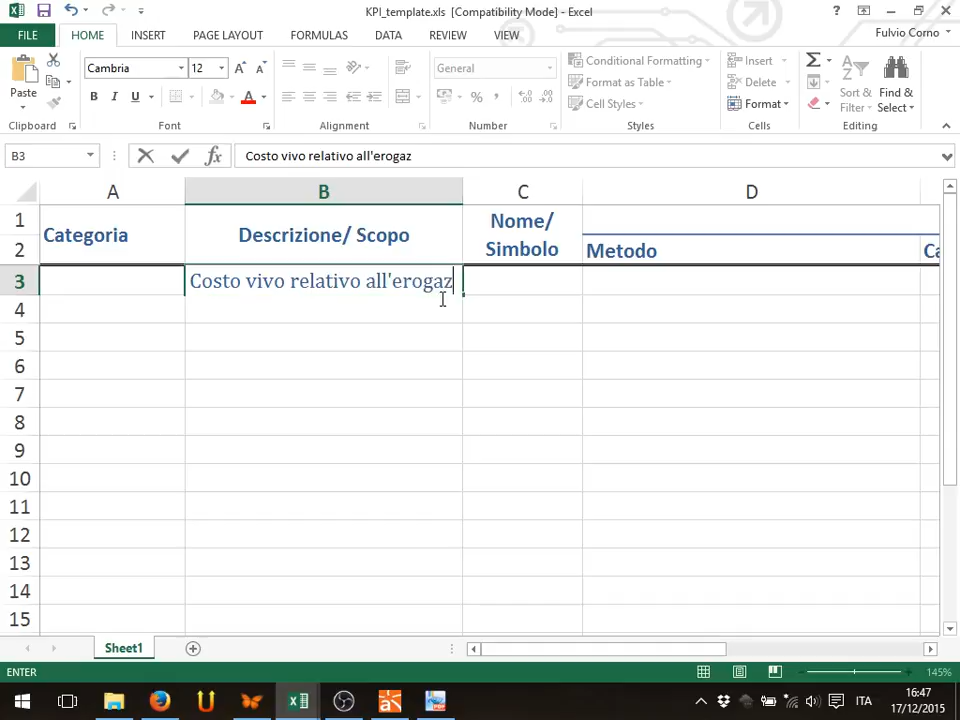 KPI_template.xls [Compatibility Mode] - Excel
?
FILE HOME INSERT PAGE LAYOUT FORMULAS DATA REVIEW VIEW
Fulvio Corno
Paste
Cambria 12
General
B I U A
% ,
Conditional Formatting
Format as Table
Cell Styles
Insert
Delete
Format
Sort & Filter
Find & Select
Clipboard Font Alignment Number Styles Cells Editing
B3 fx Costo vivo relativo all'erogaz
A B C D
1
2
3
4
5
6
7
8
9
10
11
12
13
14
15
Categoria
Descrizione/ Scopo
Nome/
Simbolo
Metodo
Ca
Costo vivo relativo all'erogaz
Sheet1
ENTER
145%
ITA
16:47
17/12/2015